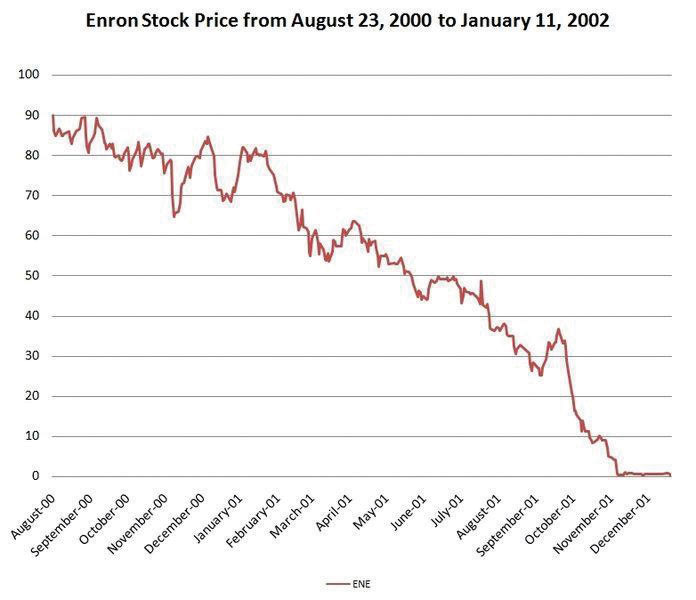 Enron Stock Price from August 23, 2000 to January 11, 2002
100
90
80
70
60
50
40
30
20
10
0
August-00
September-00
October-00
November-00
December-00
January-01
February-01
March-01
April-01
May-01
June-01
July-01
August-01
September-01
October-01
November-01
December-01
ENE